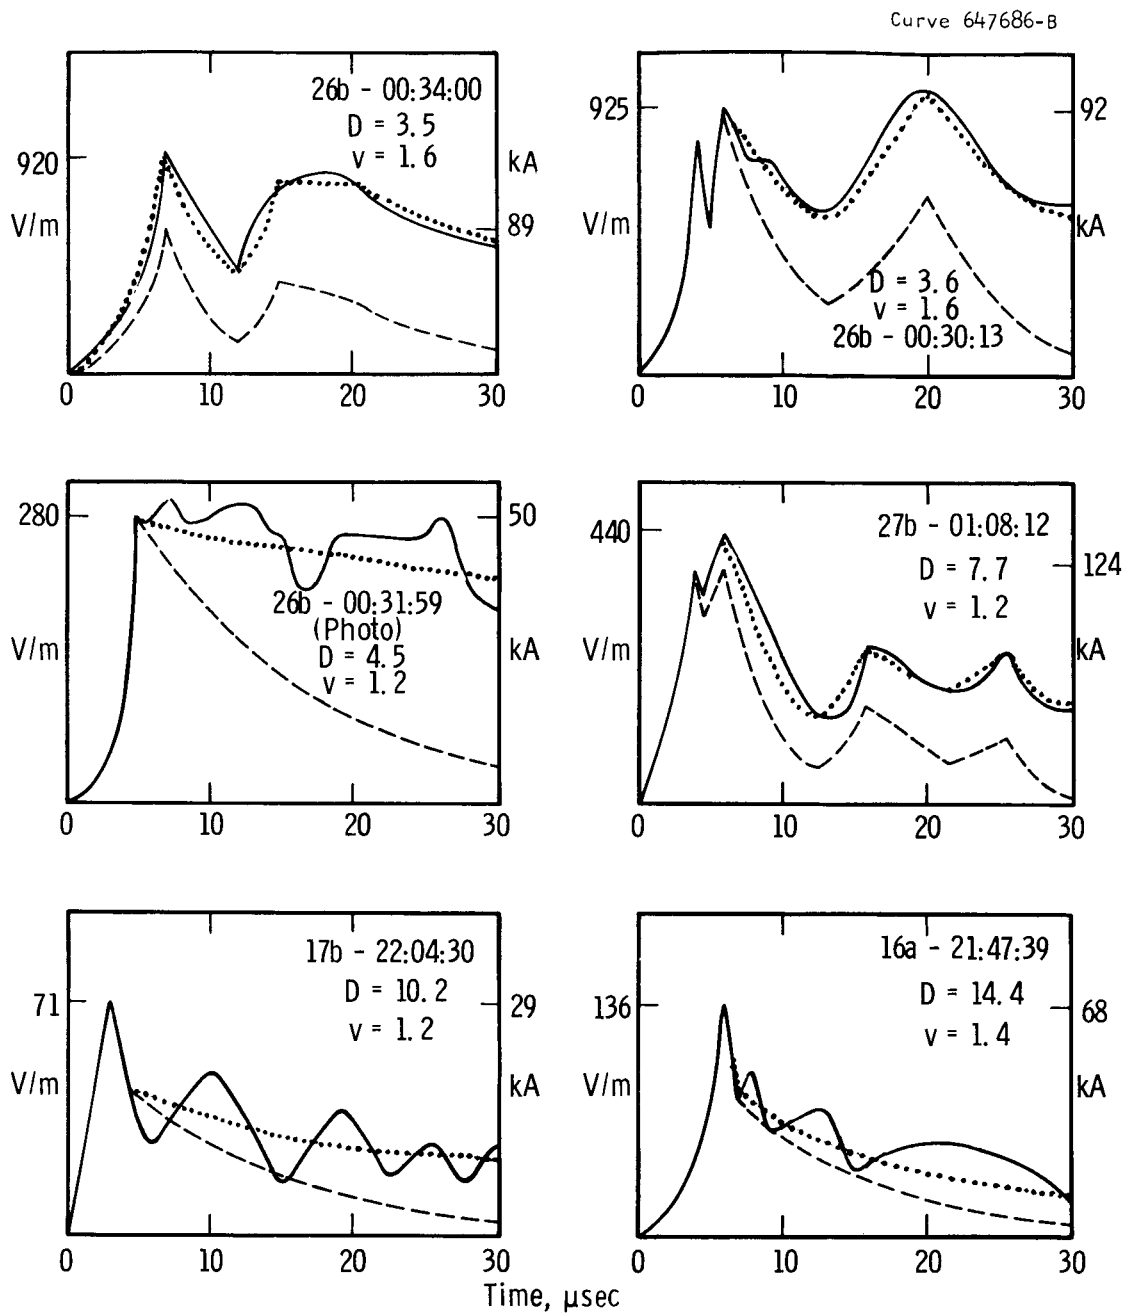 Curve 647686-B
26b - 00:34:00
D = 3.5
v = 1.6
920
V/m
kA
89
0 10 20 30
925
V/m
92
kA
D = 3.6
v = 1.6
26b - 00:30:13
0 10 20 30
280
V/m
50
kA
26b - 00:31:59
(Photo)
D = 4.5
v = 1.2
0 10 20 30
440
V/m
27b - 01:08:12
D = 7.7
v = 1.2
124
kA
0 10 20 30
71
V/m
17b - 22:04:30
D = 10.2
v = 1.2
29
kA
0 10 20 30
136
V/m
16a - 21:47:39
D = 14.4
v = 1.4
68
kA
0 10 20 30
Time, μsec